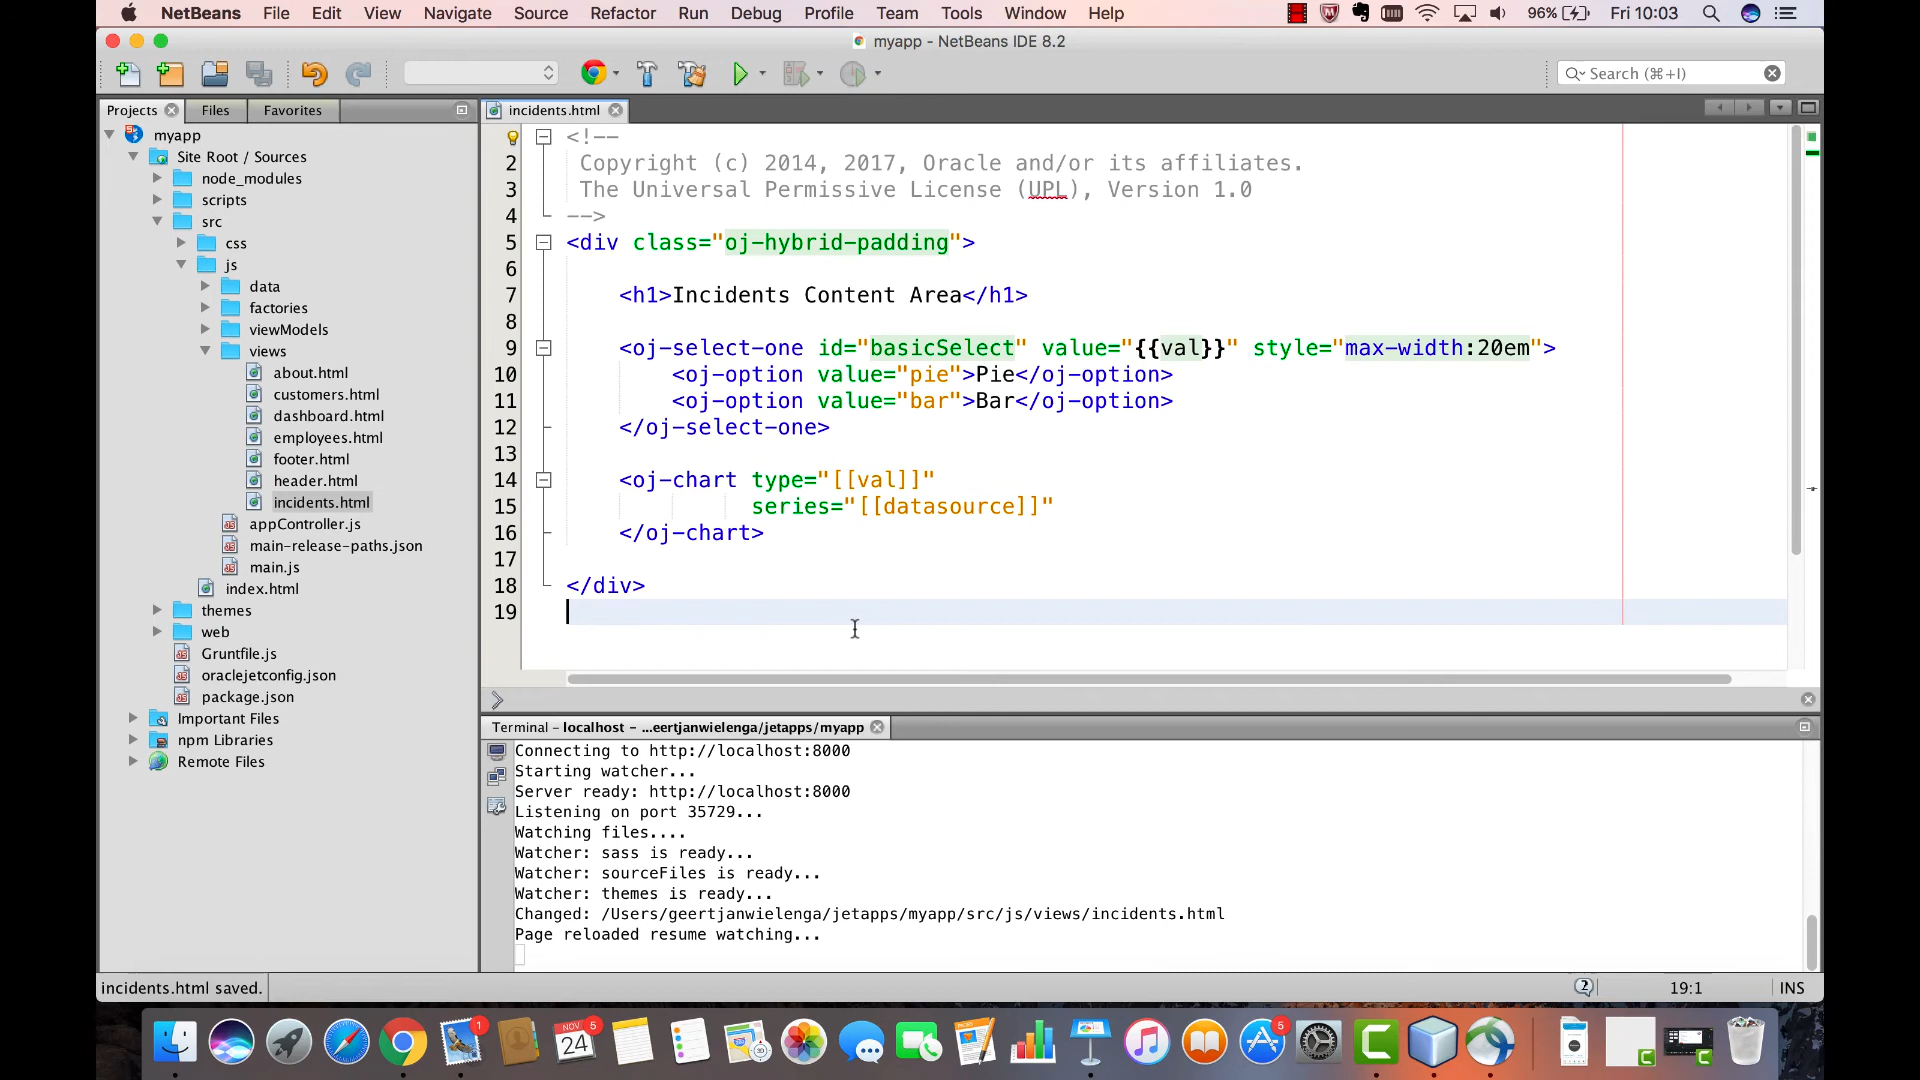 NetBeans File Edit View Navigate Source Refactor Run Debug Profile Team Tools Window Help 96% Fri 10:03
myapp - NetBeans IDE 8.2
Search (⌘+I)
Projects Files Favorites
incidents.html
myapp
Site Root / Sources
node_modules
scripts
src
css
js
data
factories
viewModels
views
about.html
customers.html
dashboard.html
employees.html
footer.html
header.html
incidents.html
appController.js
main-release-paths.json
main.js
index.html
themes
web
Gruntfile.js
oraclejetconfig.json
package.json
Important Files
npm Libraries
Remote Files
<!--
2 Copyright (c) 2014, 2017, Oracle and/or its affiliates.
3 The Universal Permissive License (UPL), Version 1.0
4 -->
5 <div class="oj-hybrid-padding">
6
7 <h1>Incidents Content Area</h1>
8
9 <oj-select-one id="basicSelect" value="{{val}}" style="max-width:20em">
10 <oj-option value="pie">Pie</oj-option>
11 <oj-option value="bar">Bar</oj-option>
12 </oj-select-one>
13
14 <oj-chart type="[[val]]"
15 series="[[datasource]]"
16 </oj-chart>
17
18 </div>
19
Terminal - localhost - ...eertjanwielenga/jetapps/myapp
Connecting to http://localhost:8000
Starting watcher...
Server ready: http://localhost:8000
Listening on port 35729...
Watching files....
Watcher: sass is ready...
Watcher: sourceFiles is ready...
Watcher: themes is ready...
Changed: /Users/geertjanwielenga/jetapps/myapp/src/js/views/incidents.html
Page reloaded resume watching...
incidents.html saved.
19:1 INS
1
NOV
24
5
5